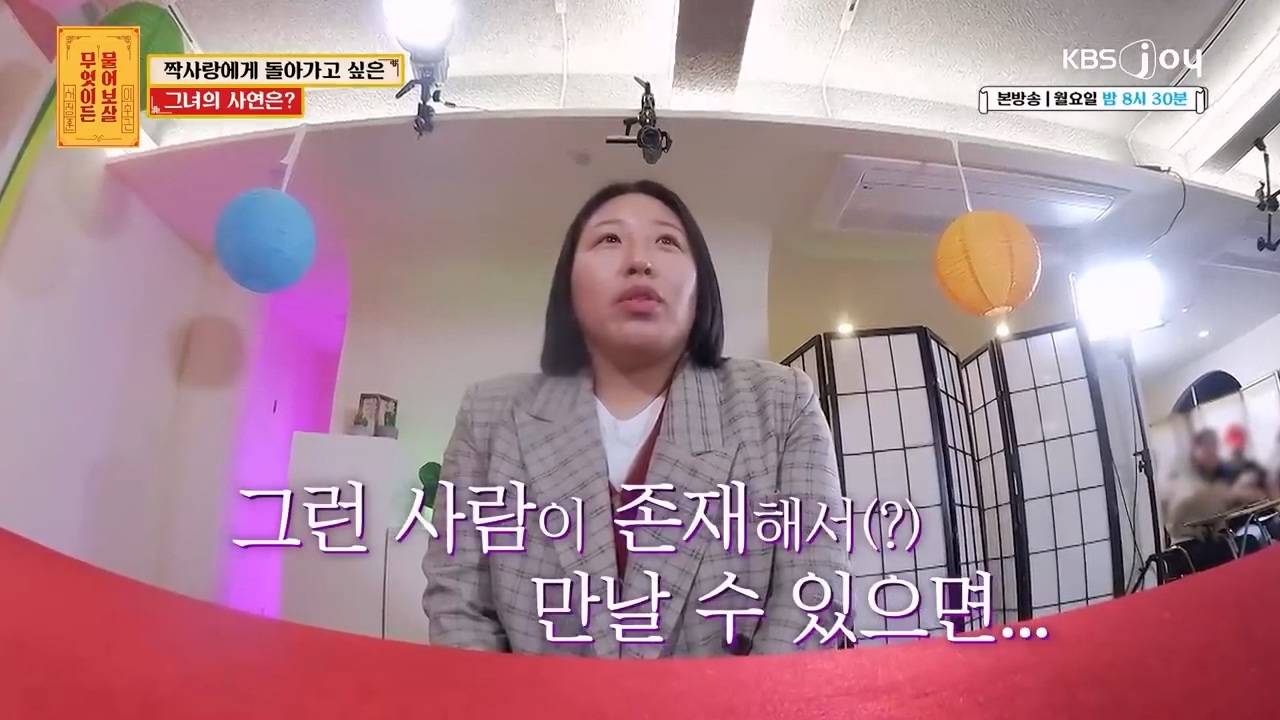 무엇이든
물어보살
서장훈
이수근
짝사랑에게 돌아가고 싶은
그녀의 사연은?
KBS joy
본방송 | 월요일 밤 8시 30분
그런 사람이 존재해서(?)
만날 수 있으면...